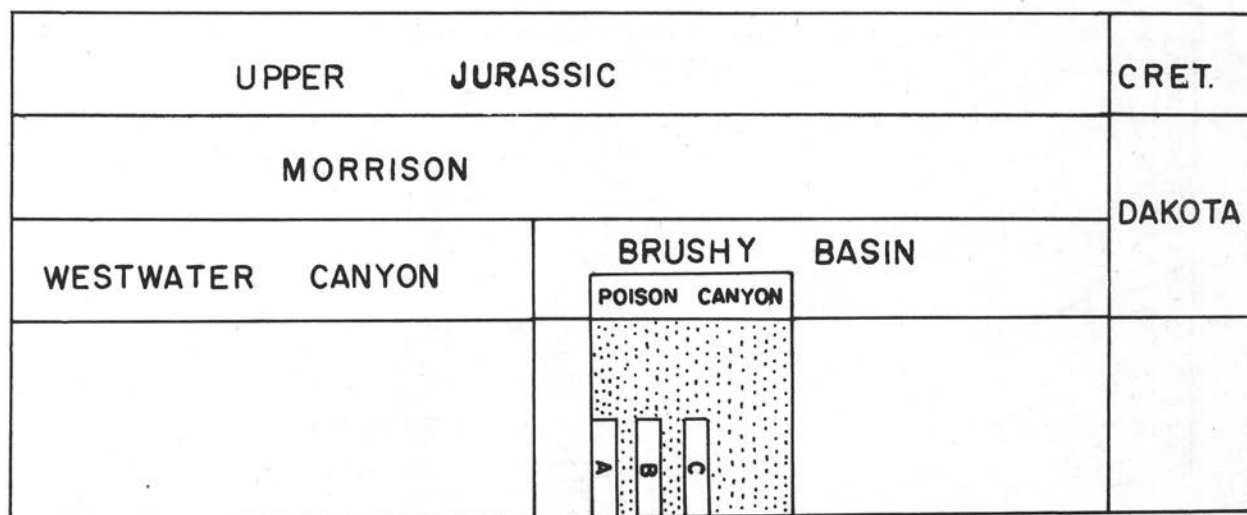 UPPER JURASSIC
CRET.
MORRISON
DAKOTA
WESTWATER CANYON
BRUSHY BASIN
POISON CANYON
A
B
C